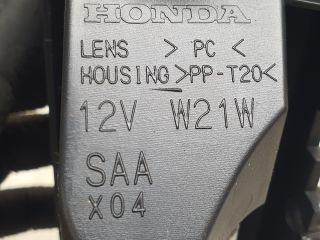 HONDA
LENS >PC<
HOUSING >PP-T20<
12V W21W
SAA
X04